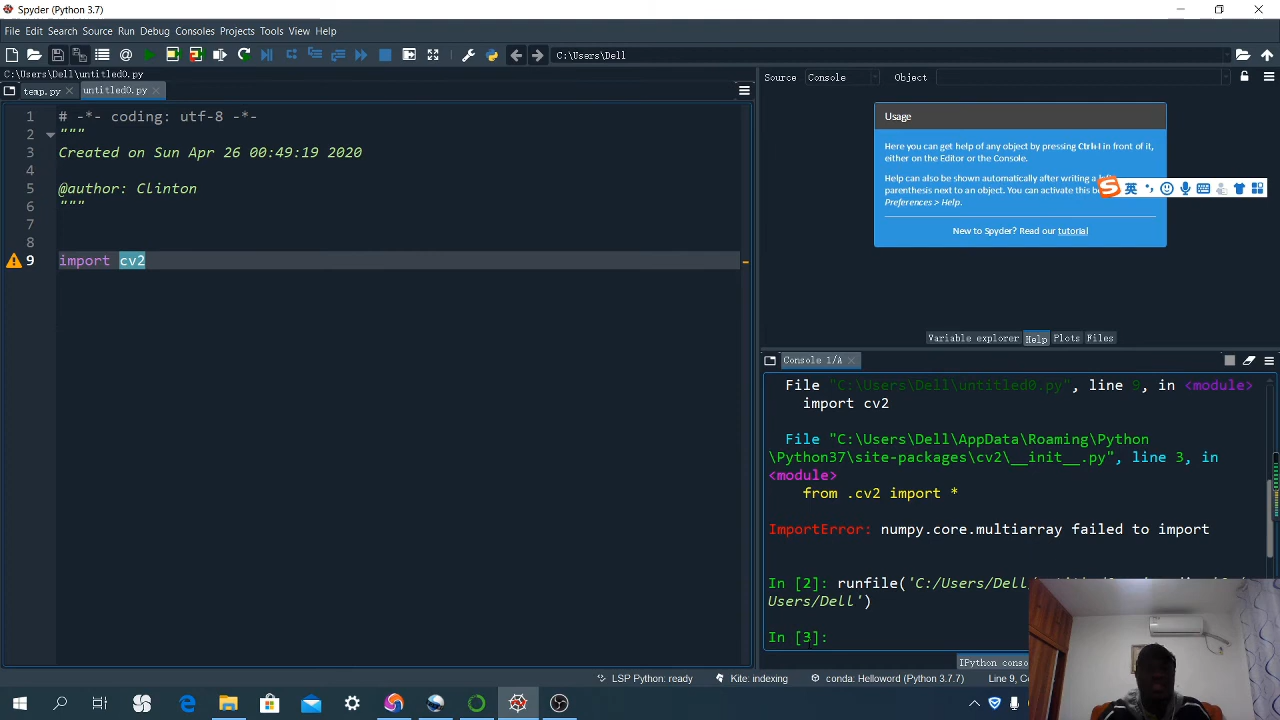 Spyder (Python 3.7)
File Edit Search Source Run Debug Consoles Projects Tools View Help
C:\Users\Dell
C:\Users\Dell\untitled0.py
temp.py
untitled0.py
1 # -*- coding: utf-8 -*-
2 """
3 Created on Sun Apr 26 00:49:19 2020
4
5 @author: Clinton
6 """
7
8
9 import cv2
Source Console Object
Usage
Here you can get help of any object by pressing Ctrl+I in front of it,
either on the Editor or the Console.
Help can also be shown automatically after writing a left
parenthesis next to an object. You can activate this
Preferences > Help.
New to Spyder? Read our tutorial
英
Variable explorer Help Plots Files
Console 1/A
File "C:\Users\Dell\untitled0.py", line 9, in <module>
import cv2
File "C:\Users\Dell\AppData\Roaming\Python
\Python37\site-packages\cv2\__init__.py", line 3, in
<module>
from .cv2 import *
ImportError: numpy.core.multiarray failed to import
In [2]: runfile('C:/Users/Dell
Users/Dell')
In [3]:
IPython conso
LSP Python: ready
Kite: indexing
conda: Helloword (Python 3.7.7)
Line 9,